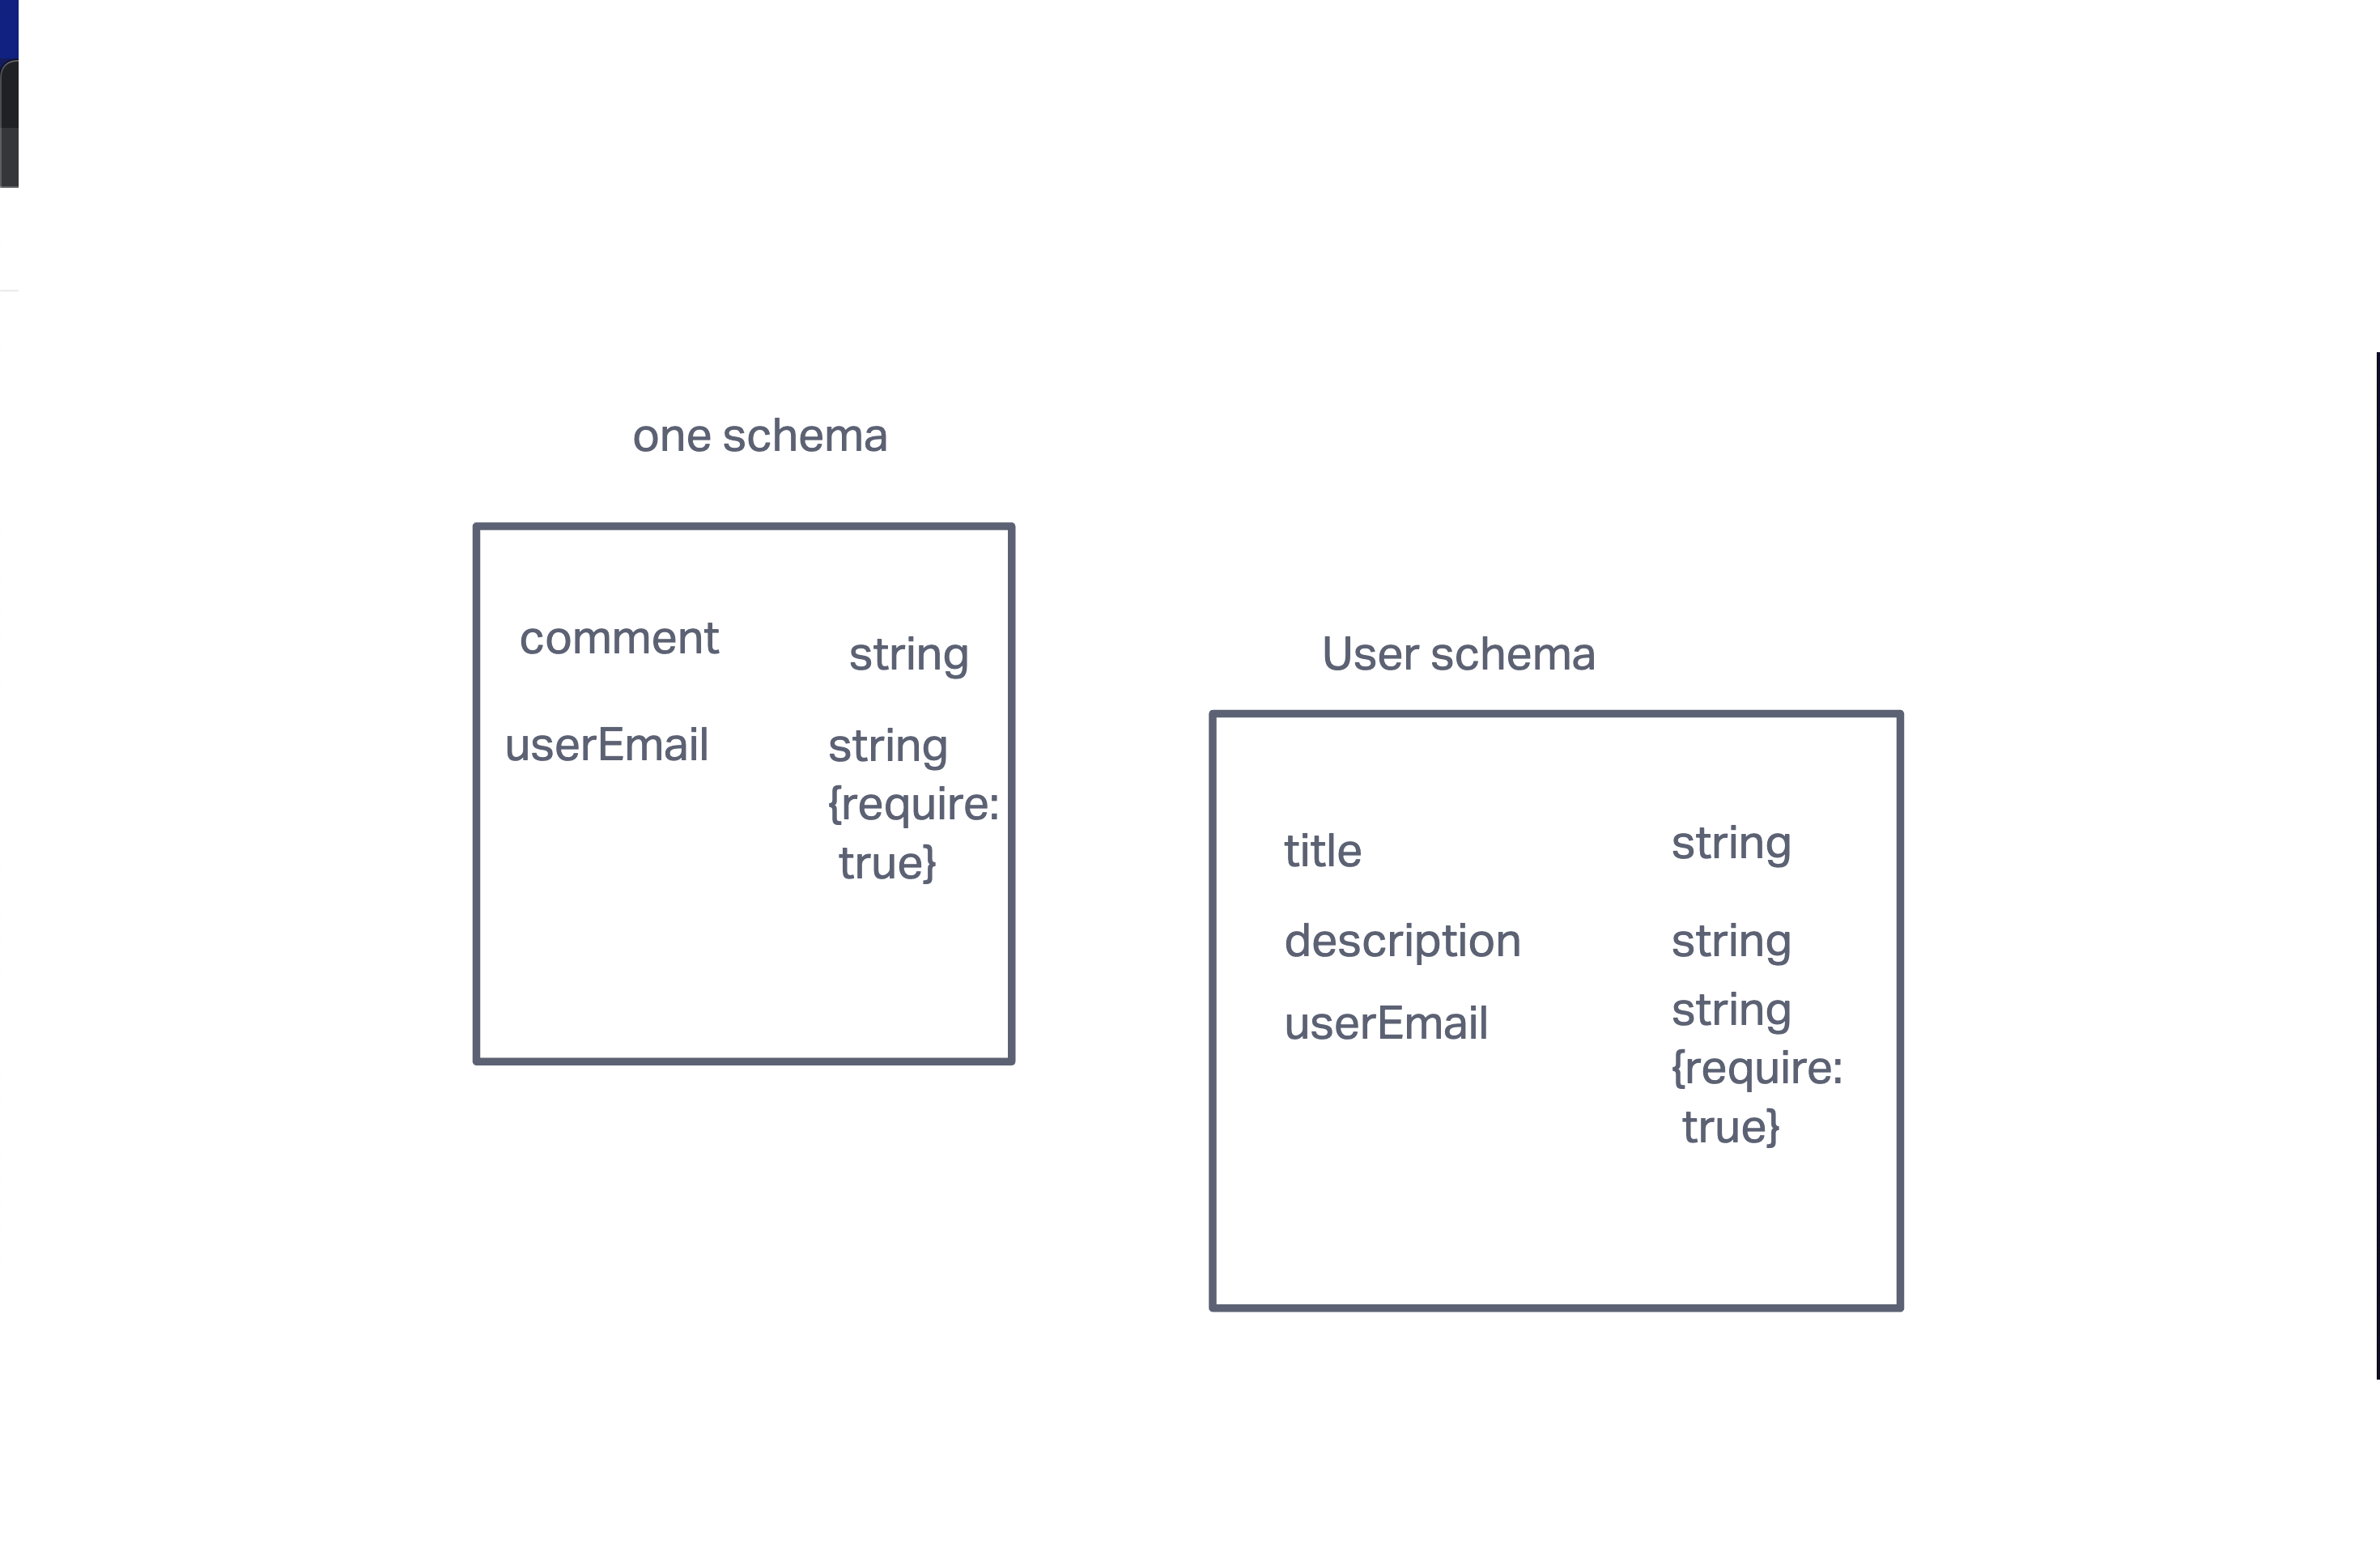 one schema
comment string
userEmail string
{require:
true}
User schema
title string
description string
userEmail string
{require:
true}